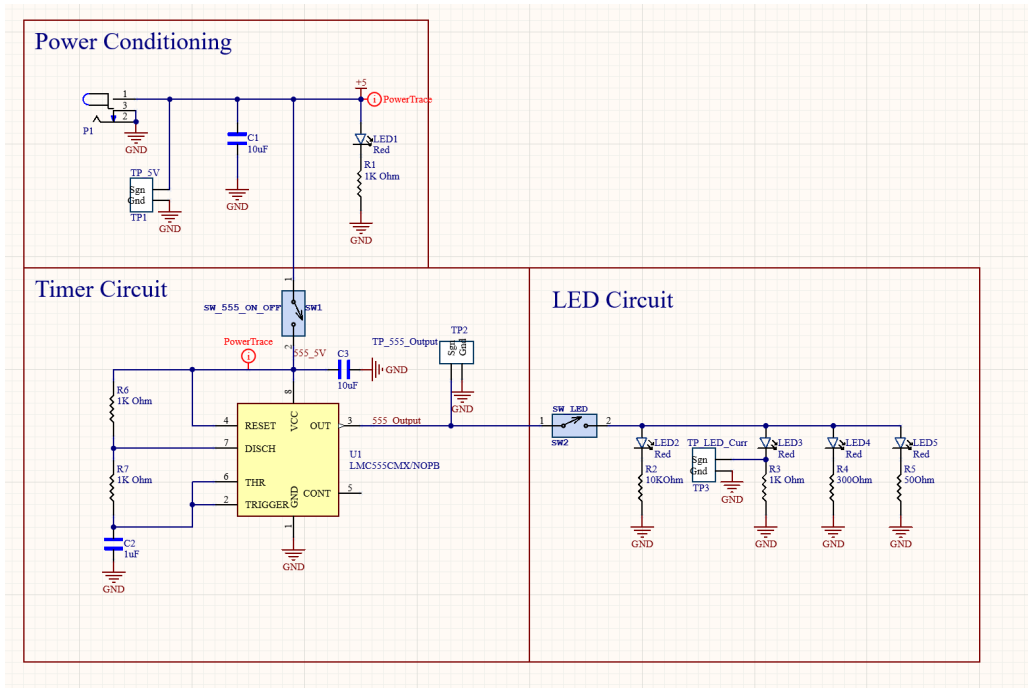 Power Conditioning
+5
PowerTrace
1
3
2
P1
GND
C1
10uF
GND
LED1
Red
R1
1K Ohm
GND
TP_5V
Sgn
Gnd
TP1
GND
Timer Circuit
1
SW_555_ON_OFF
SW1
2
555_5V
PowerTrace
C3
10uF
GND
TP2
TP_555_Output
Sgn
Gnd
GND
R6
1K Ohm
8
VCC
4
RESET
OUT
3
555_Output
7
DISCH
U1
LMC555CMX/NOPB
R7
1K Ohm
6
THR
CONT
5
2
TRIGGER
GND
1
GND
C2
1uF
GND
LED Circuit
SW_LED
1
2
SW2
LED2
Red
R2
10KOhm
GND
TP_LED_Curr
Sgn
Gnd
TP3
GND
LED3
Red
R3
1K Ohm
GND
LED4
Red
R4
300Ohm
GND
LED5
Red
R5
50Ohm
GND